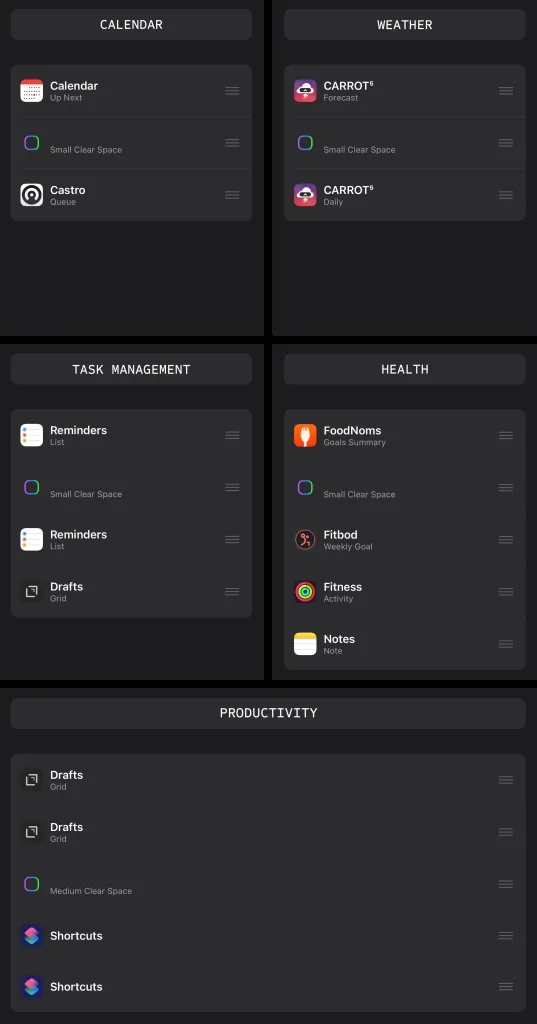 CALENDAR
Calendar
Up Next
Small Clear Space
Castro
Queue
WEATHER
CARROT⁵
Forecast
Small Clear Space
CARROT⁵
Daily
TASK MANAGEMENT
Reminders
List
Small Clear Space
Reminders
List
Drafts
Grid
HEALTH
FoodNoms
Goals Summary
Small Clear Space
Fitbod
Weekly Goal
Fitness
Activity
Notes
Note
PRODUCTIVITY
Drafts
Grid
Drafts
Grid
Medium Clear Space
Shortcuts
Shortcuts